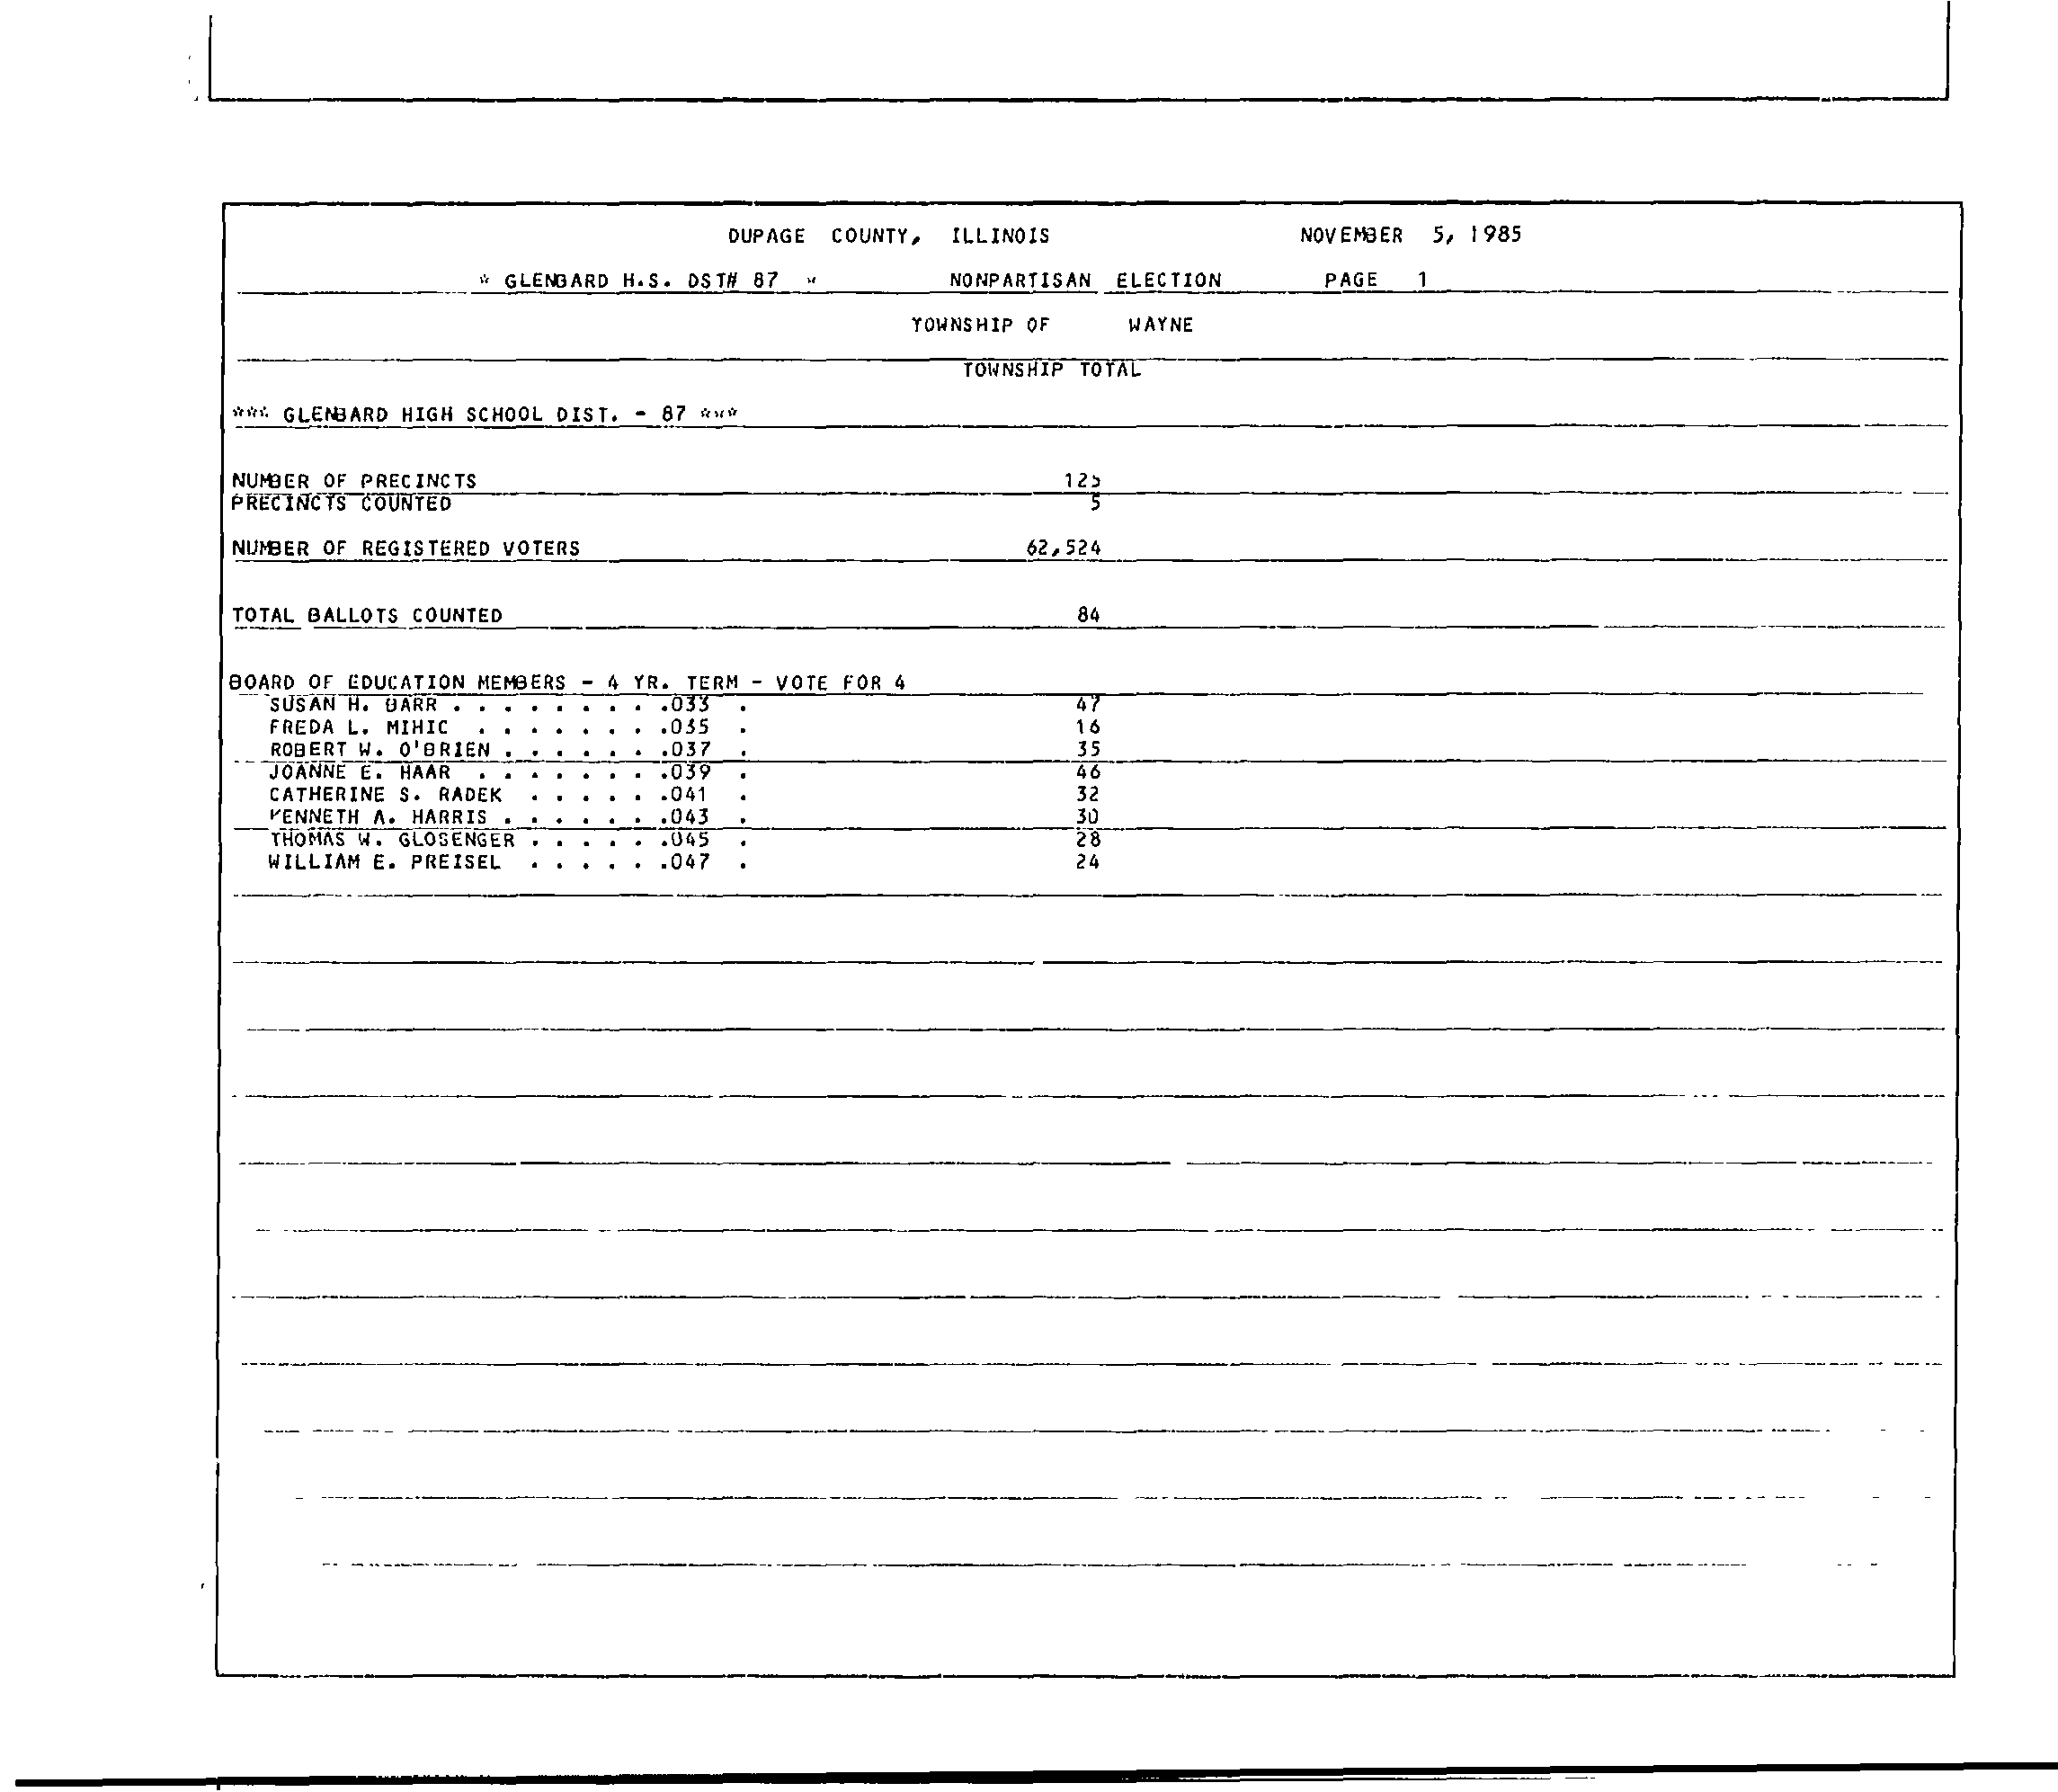 DUPAGE COUNTY, ILLINOIS NOVEMBER 5, 1985
* GLENBARD H.S. DST# 87 * NONPARTISAN ELECTION PAGE 1
TOWNSHIP OF WAYNE
TOWNSHIP TOTAL
*** GLENBARD HIGH SCHOOL DIST. - 87 ***
NUMBER OF PRECINCTS 125
PRECINCTS COUNTED 5
NUMBER OF REGISTERED VOTERS 62,524
TOTAL BALLOTS COUNTED 84
BOARD OF EDUCATION MEMBERS - 4 YR. TERM - VOTE FOR 4
SUSAN H. BARR . . . . . . . . .033 . 47
FREDA L. MIHIC . . . . . . . .035 . 16
ROBERT W. O'BRIEN . . . . . . .037 . 35
JOANNE E. HAAR . . . . . . . .039 . 46
CATHERINE S. RADEK . . . . . .041 . 32
KENNETH A. HARRIS . . . . . . .043 . 30
THOMAS W. GLOSENGER . . . . . .045 . 28
WILLIAM E. PREISEL . . . . . .047 . 24